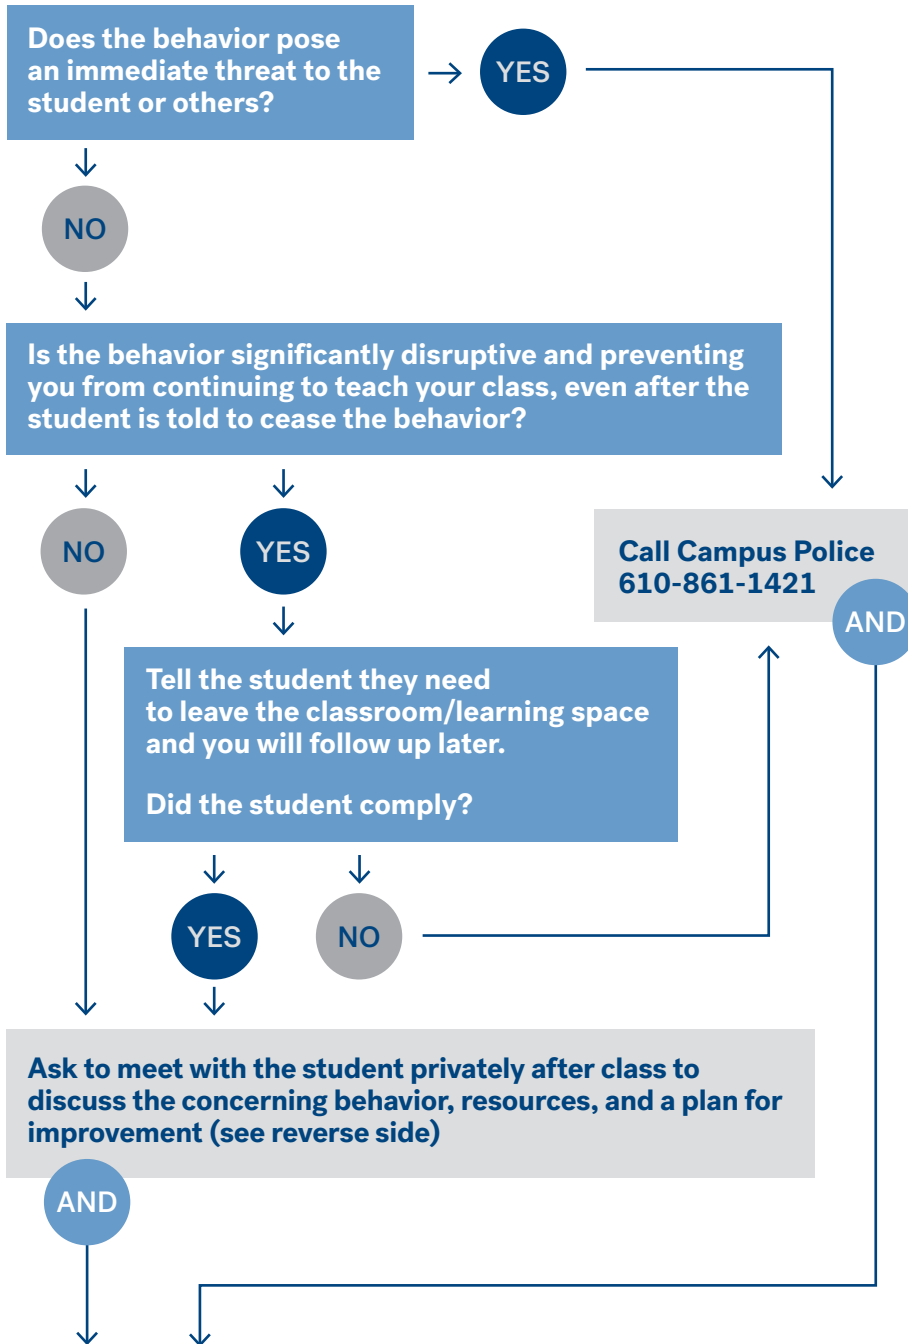 Does the behavior pose
an immediate threat to the
student or others?
YES
NO
Is the behavior significantly disruptive and preventing
you from continuing to teach your class, even after the
student is told to cease the behavior?
NO
YES
Call Campus Police
610-861-1421
AND
Tell the student they need
to leave the classroom/learning space
and you will follow up later.
Did the student comply?
YES
NO
Ask to meet with the student privately after class to
discuss the concerning behavior, resources, and a plan for
improvement (see reverse side)
AND